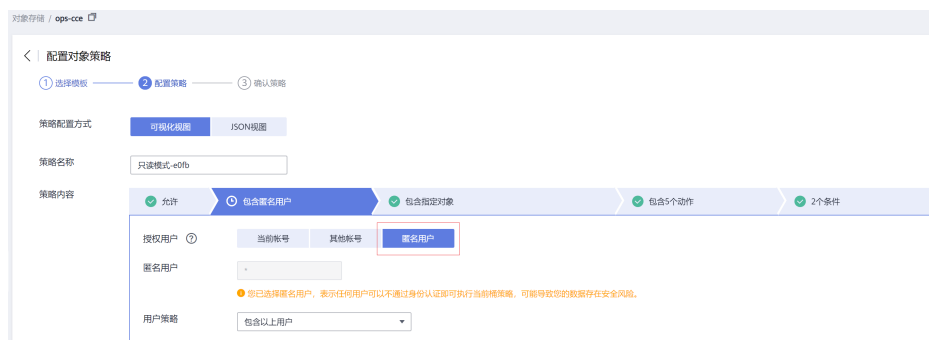 对象存储 / ops-cce
配置对象策略
1 选择模板 2 配置策略 3 确认策略
策略配置方式 可视化视图 JSON视图
策略名称 只读模式-e0fb
策略内容 允许 包含匿名用户 包含指定对象 包含5个动作 2个条件
授权用户 ? 当前帐号 其他帐号 匿名用户
匿名用户 *
您已选择匿名用户，表示任何用户可以不通过身份认证即可执行当前桶策略，可能导致您的数据存在安全风险。
用户策略 包含以上用户